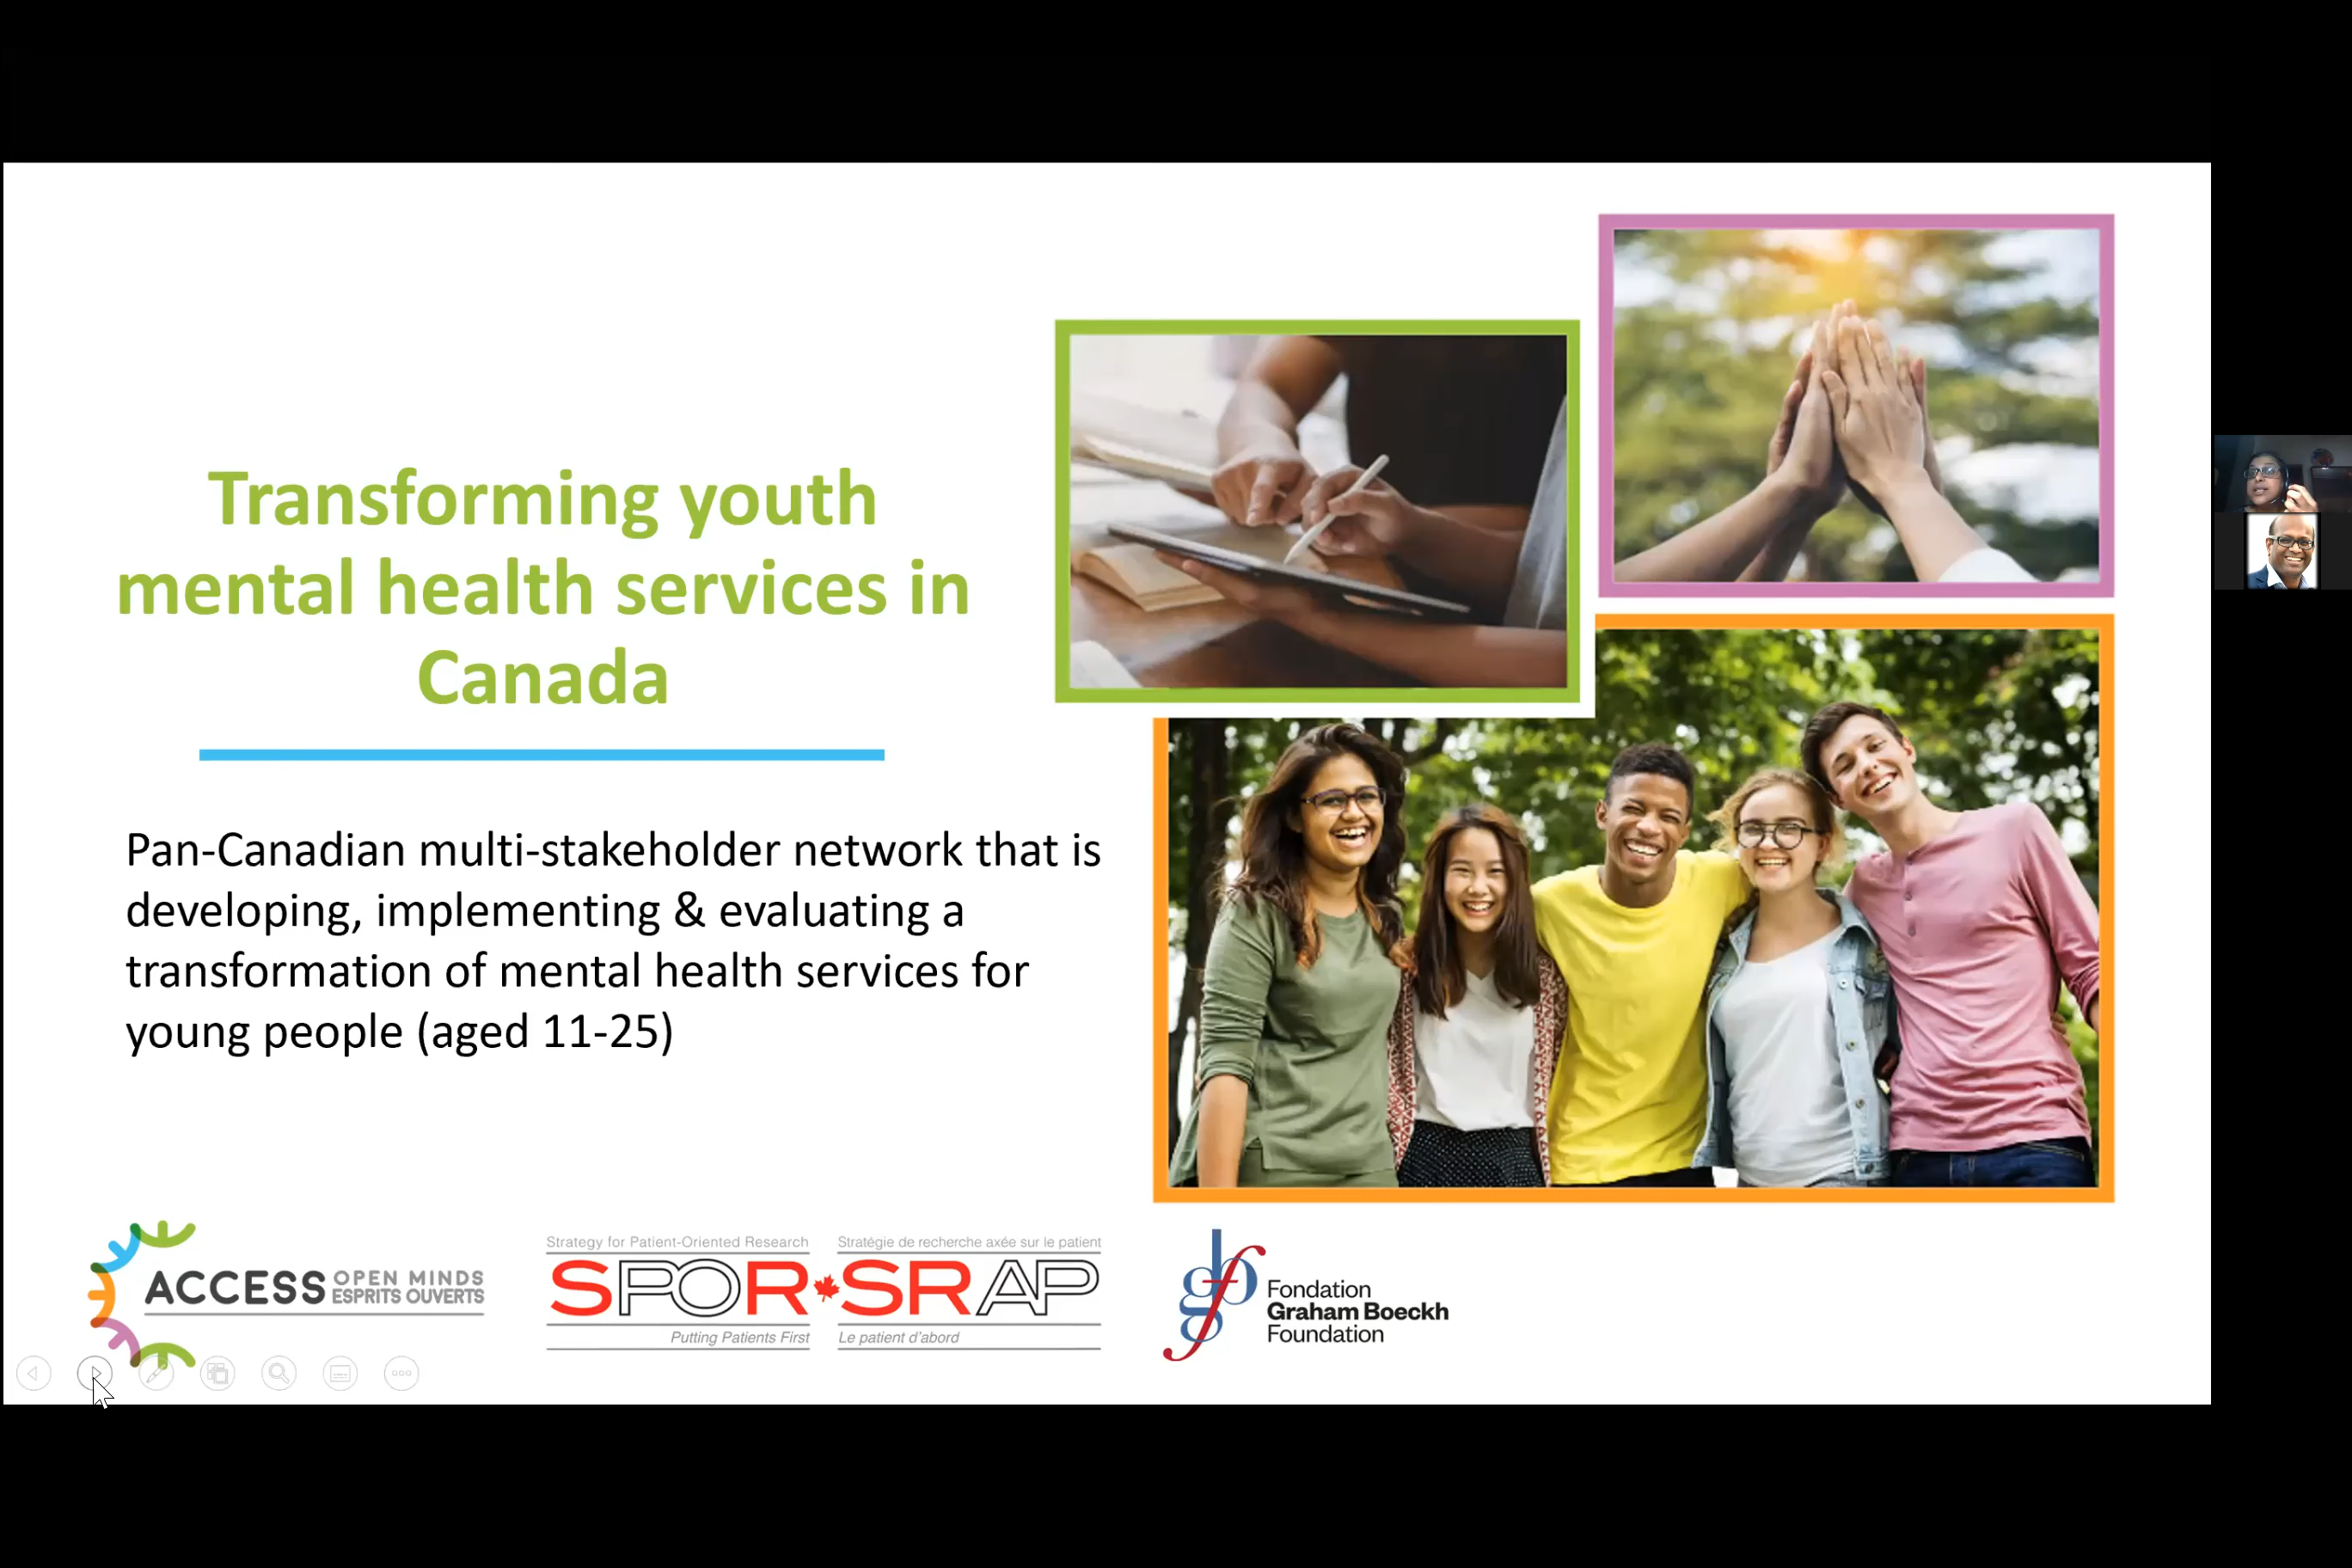 Transforming youth
mental health services in
Canada
Pan-Canadian multi-stakeholder network that is
developing, implementing & evaluating a
transformation of mental health services for
young people (aged 11-25)
ACCESS OPEN MINDS
ESPRITS OUVERTS
Strategy for Patient-Oriented Research
SPOR
Putting Patients First
Stratégie de recherche axée sur le patient
SRAP
Le patient d'abord
gbf
Fondation
Graham Boeckh
Foundation